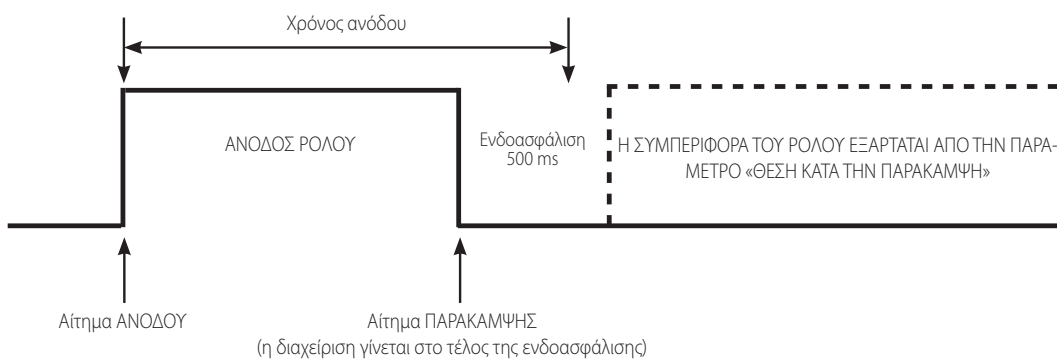 Χρόνος ανόδου
ΑΝΟΔΟΣ ΡΟΛΟΥ
Ενδοασφάλιση
500 ms
Η ΣΥΜΠΕΡΙΦΟΡΑ ΤΟΥ ΡΟΛΟΥ ΕΞΑΡΤΑΤΑΙ ΑΠΟ ΤΗΝ ΠΑΡΑ-
ΜΕΤΡΟ «ΘΕΣΗ ΚΑΤΑ ΤΗΝ ΠΑΡΑΚΑΜΨΗ»
Αίτημα ΑΝΟΔΟΥ
Αίτημα ΠΑΡΑΚΑΜΨΗΣ
(η διαχείριση γίνεται στο τέλος της ενδοασφάλισης)